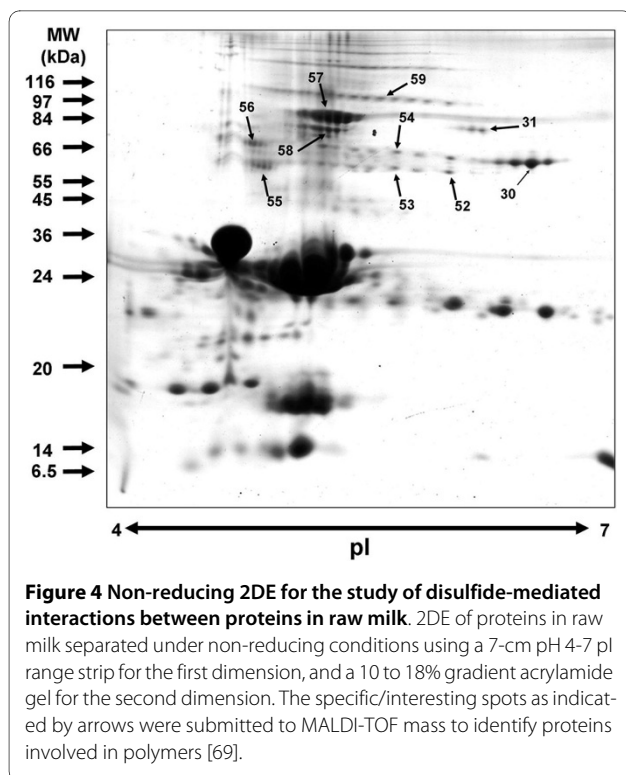 MW
(kDa)
116
97
84
66
55
45
36
24
20
14
6.5
57
59
56
54
31
58
30
55
53
52
4
7
pI
Figure 4 Non-reducing 2DE for the study of disulfide-mediated
interactions between proteins in raw milk. 2DE of proteins in raw
milk separated under non-reducing conditions using a 7-cm pH 4-7 pI
range strip for the first dimension, and a 10 to 18% gradient acrylamide
gel for the second dimension. The specific/interesting spots as indicat-
ed by arrows were submitted to MALDI-TOF mass to identify proteins
involved in polymers [69].